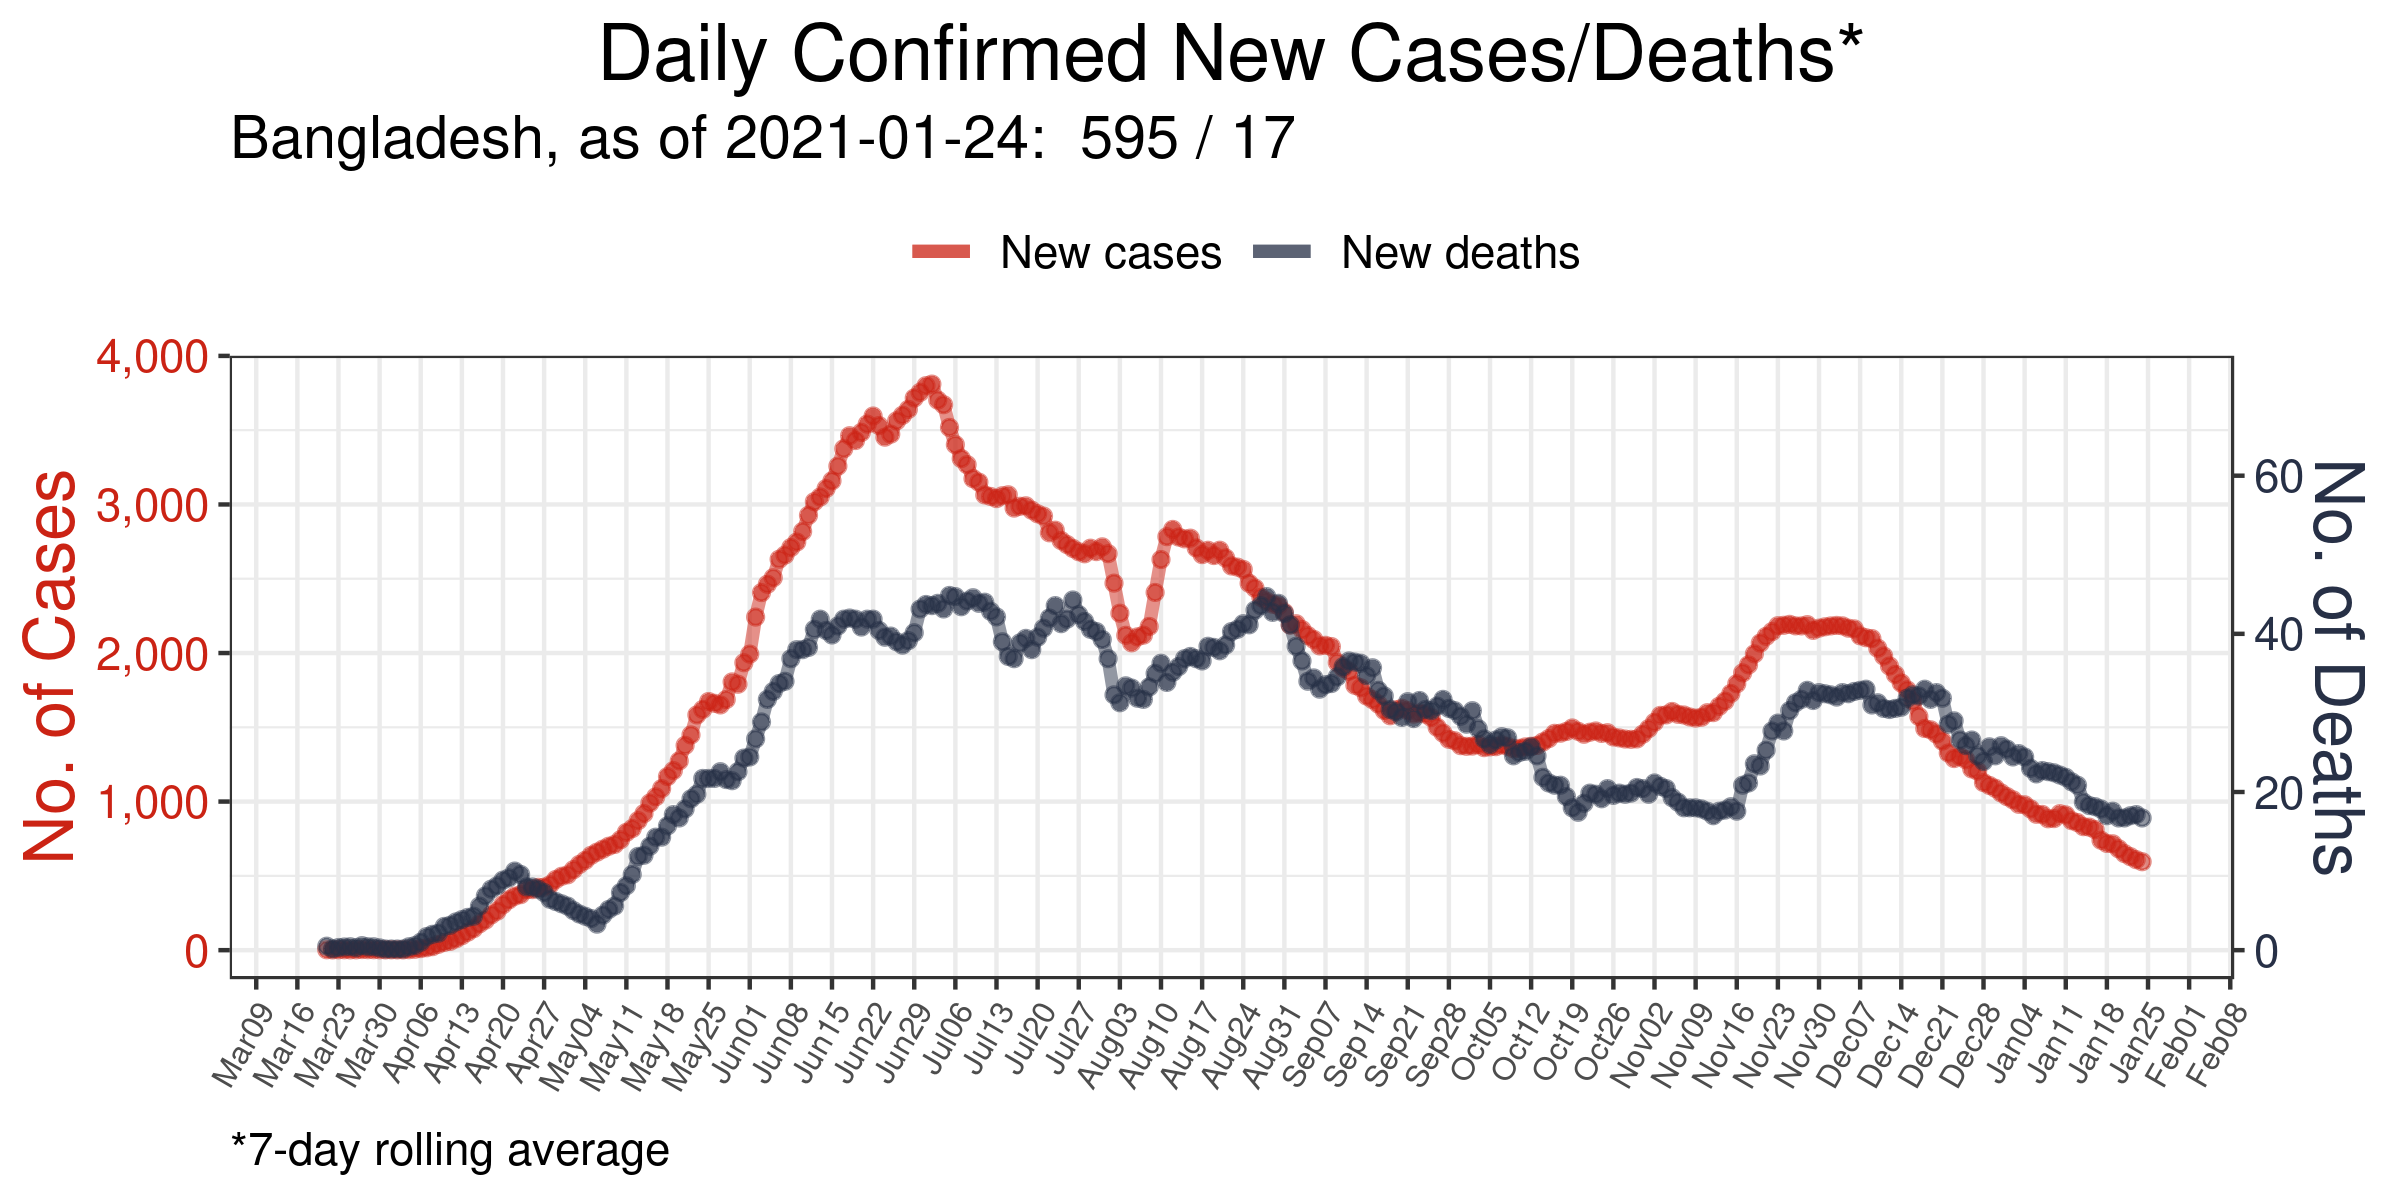 Daily Confirmed New Cases/Deaths*
Bangladesh, as of 2021-01-24:  595 / 17
New cases New deaths
No. of Cases
4,000
3,000
2,000
1,000
0
60
40
20
0
No. of Deaths
Mar09 Mar16 Mar23 Mar30 Apr06 Apr13 Apr20 Apr27 May04 May11 May18 May25 Jun01 Jun08 Jun15 Jun22 Jun29 Jul06 Jul13 Jul20 Jul27 Aug03 Aug10 Aug17 Aug24 Aug31 Sep07 Sep14 Sep21 Sep28 Oct05 Oct12 Oct19 Oct26 Nov02 Nov09 Nov16 Nov23 Nov30 Dec07 Dec14 Dec21 Dec28 Jan04 Jan11 Jan18 Jan25 Feb01 Feb08
*7-day rolling average